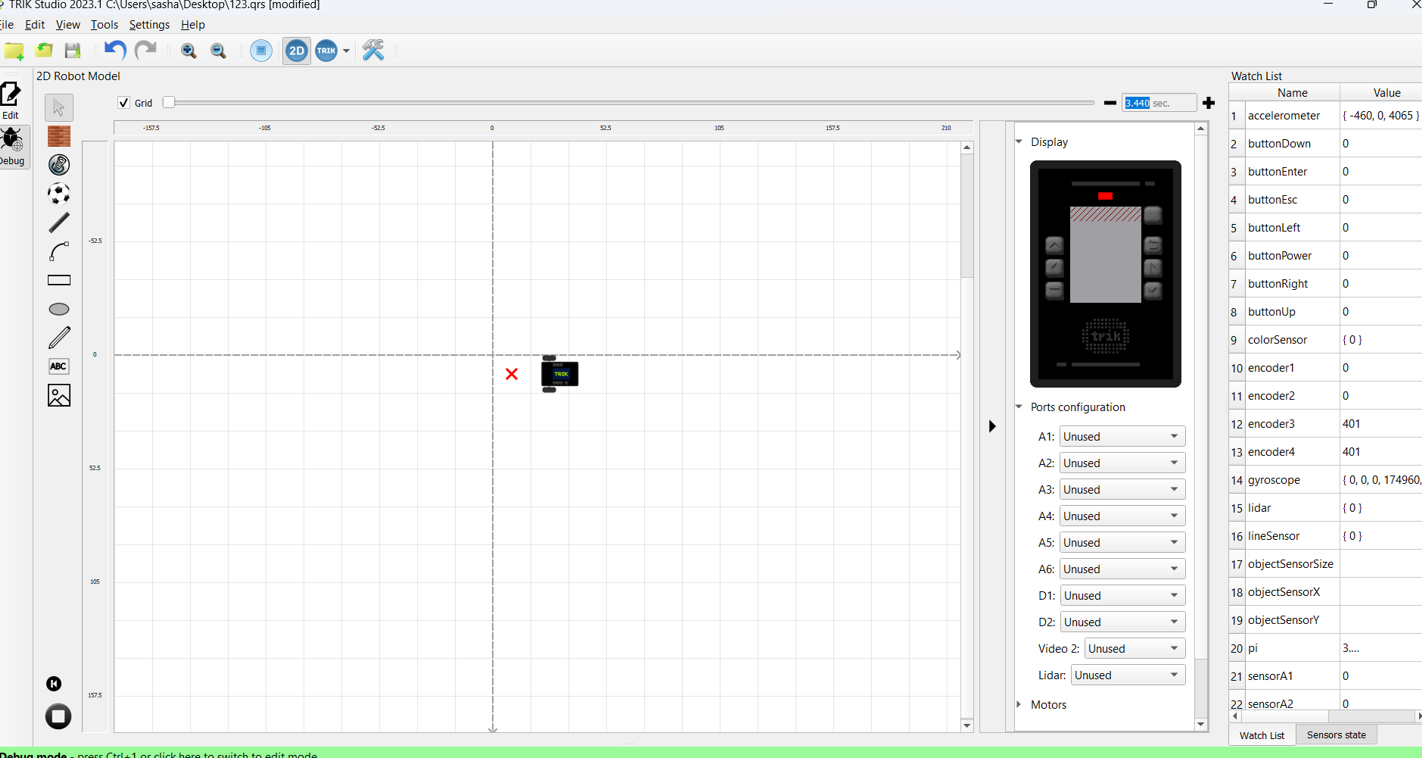 TRIK Studio 2023.1 C:\Users\sasha\Desktop\123.qrs [modified]
File Edit View Tools Settings Help
2D TRIK
2D Robot Model
Watch List
Edit
Debug
Grid
3.440 sec.
-157.5 -105 -52.5 0 52.5 105 157.5 210
-52.5
0
52.5
105
157.5
TRIK
ABC
Display
trik
Ports configuration
A1: Unused
A2: Unused
A3: Unused
A4: Unused
A5: Unused
A6: Unused
D1: Unused
D2: Unused
Video 2: Unused
Lidar: Unused
Motors
Name Value
1 accelerometer { -460, 0, 4065 }
2 buttonDown 0
3 buttonEnter 0
4 buttonEsc 0
5 buttonLeft 0
6 buttonPower 0
7 buttonRight 0
8 buttonUp 0
9 colorSensor { 0 }
10 encoder1 0
11 encoder2 0
12 encoder3 401
13 encoder4 401
14 gyroscope { 0, 0, 0, 174960,
15 lidar { 0 }
16 lineSensor { 0 }
17 objectSensorSize
18 objectSensorX
19 objectSensorY
20 pi 3....
21 sensorA1 0
22 sensorA2 0
Watch List Sensors state
Debug mode - press Ctrl+1 or click here to switch to edit mode